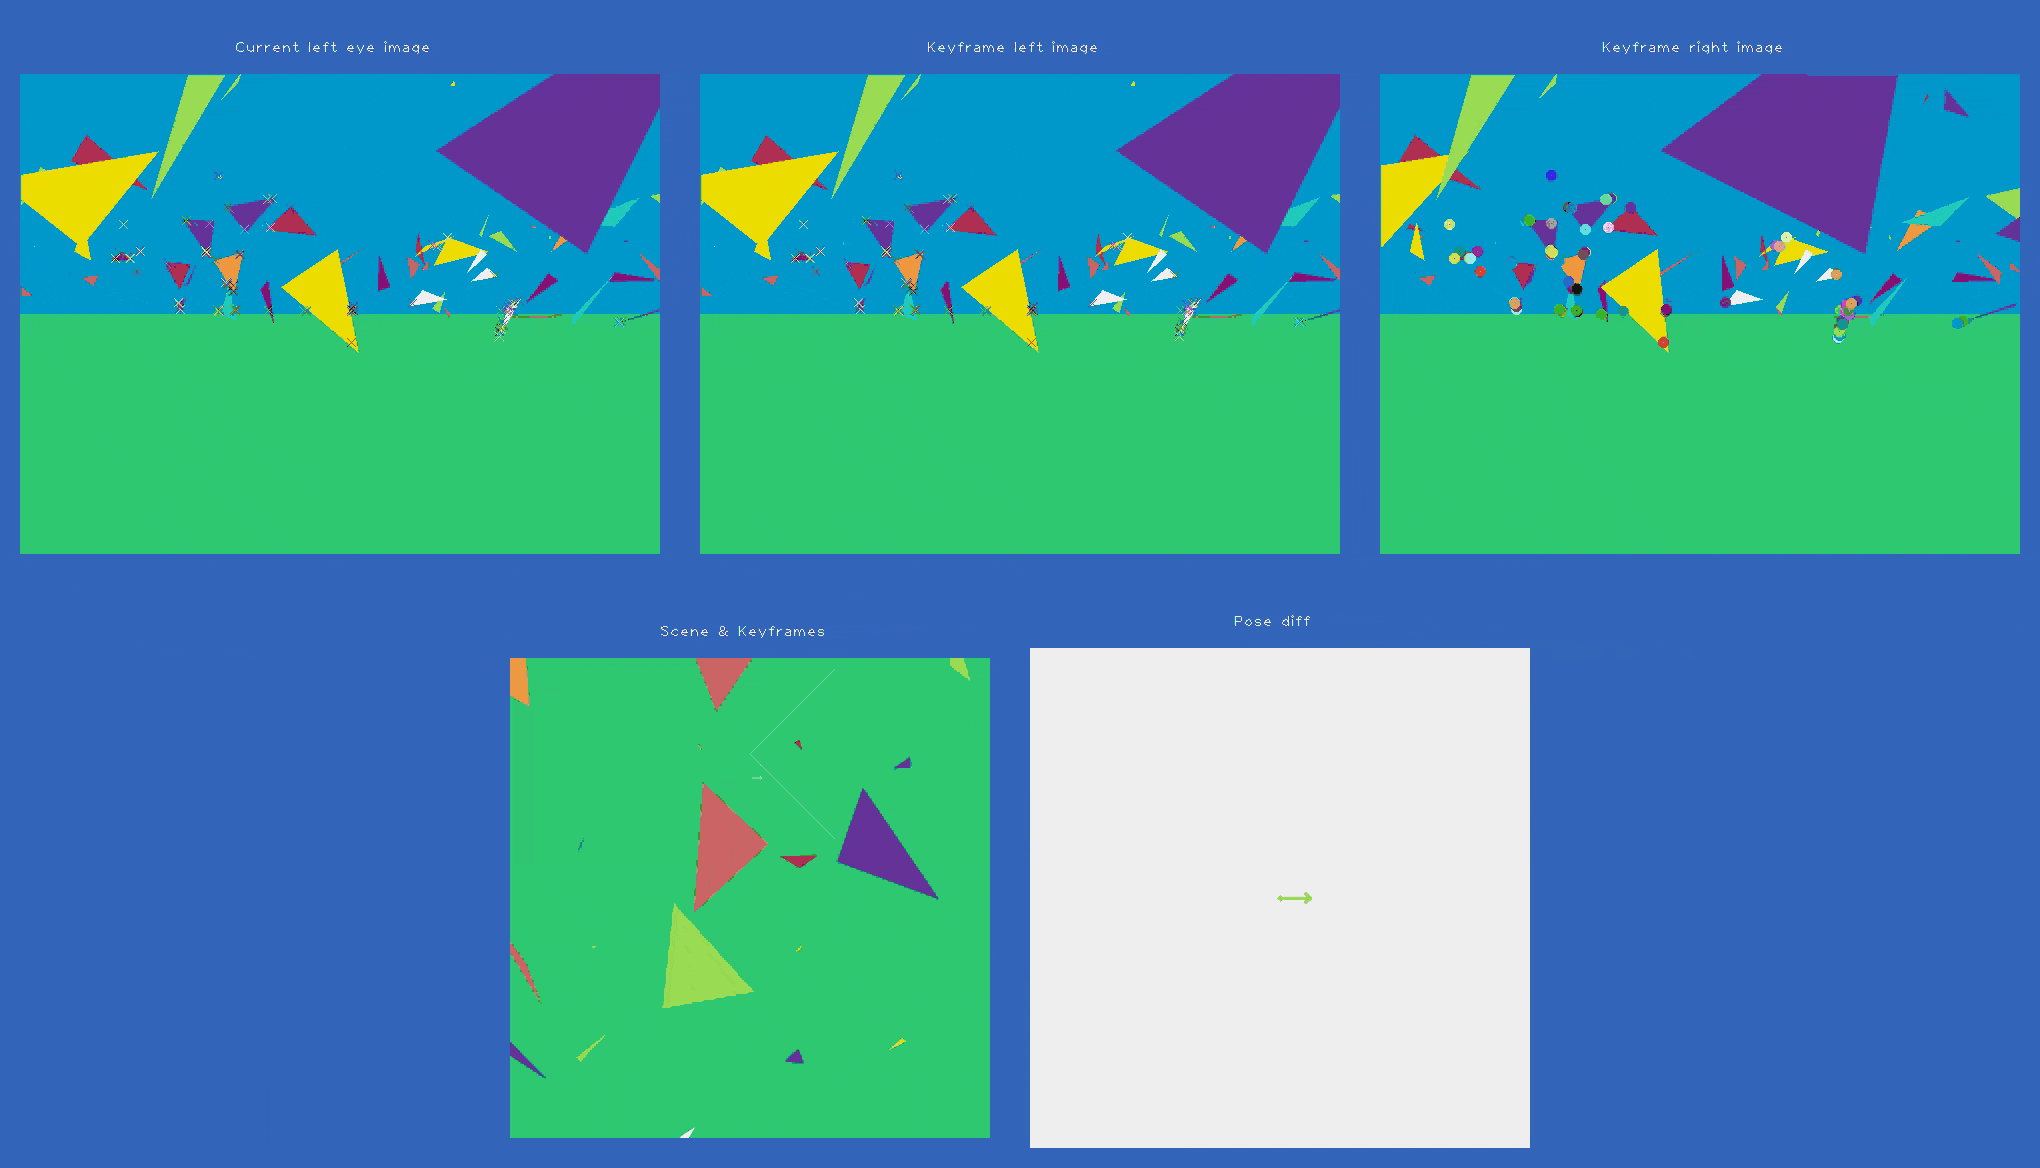 Current left eye image
Keyframe left image
Keyframe right image
Scene & Keyframes
Pose diff